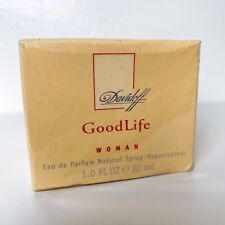 Davidoff
GoodLife
WOMAN
Eau de Parfum Natural Spray - Vaporisateur
1.0 FL OZ ℮ 30 ml